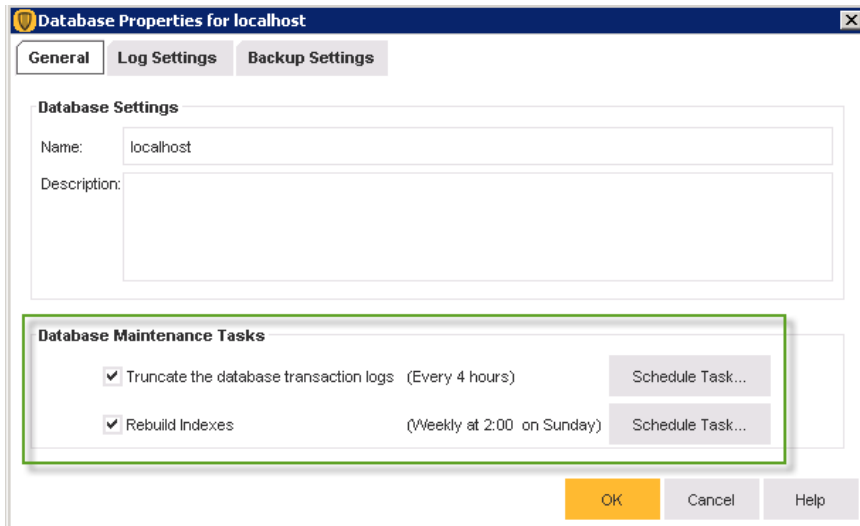 Database Properties for localhost
General Log Settings Backup Settings
Database Settings
Name: localhost
Description:
Database Maintenance Tasks
Truncate the database transaction logs (Every 4 hours) Schedule Task...
Rebuild Indexes (Weekly at 2:00 on Sunday) Schedule Task...
OK Cancel Help